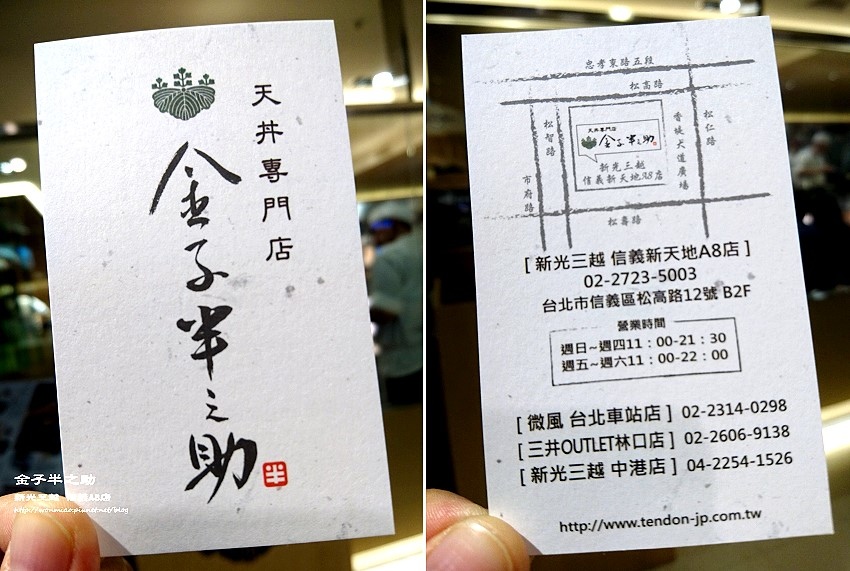 天丼専門店
金子半之助
半
金子半之助
新光三越 信義A8店
忠孝東路五段
松高路
松智路
市府路
天丼専門店
金子半之助
新光三越
信義新天地A8店
香堤大道廣場
松仁路
松壽路
[ 新光三越 信義新天地A8店 ]
02-2723-5003
台北市信義區松高路12號 B2F
營業時間
週日~週四11：00-21：30
週五~週六11：00-22：00
[ 微風 台北車站店 ] 02-2314-0298
[ 三井OUTLET林口店 ] 02-2606-9138
[ 新光三越 中港店 ] 04-2254-1526
http://www.tendon-jp.com.tw